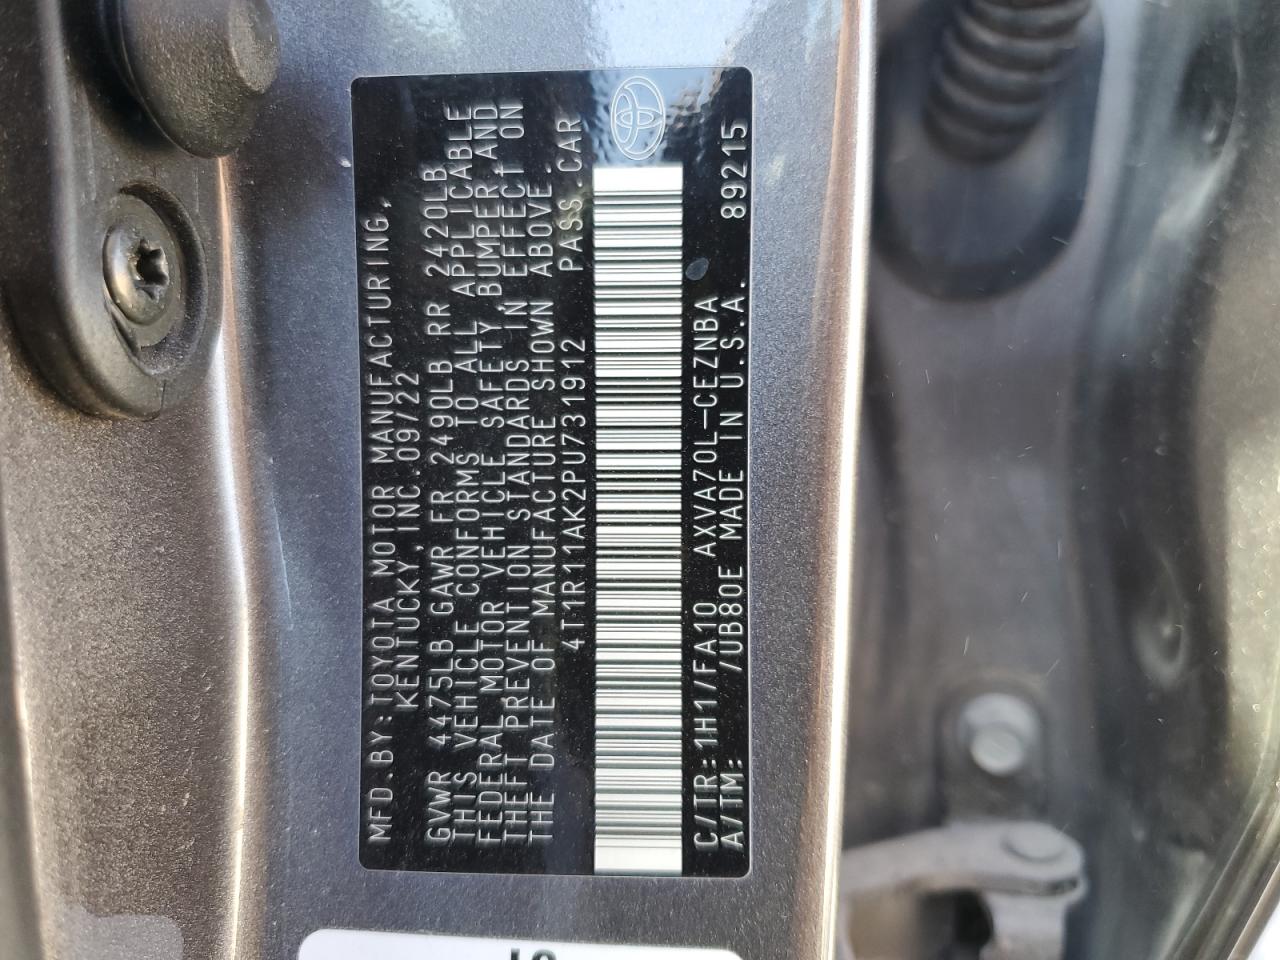 MFD.BY:TOYOTA MOTOR MANUFACTURING,
KENTUCKY, INC.09/22
GVWR 4475LB GAWR FR 2490LB RR 2420LB
THIS VEHICLE CONFORMS TO ALL APPLICABLE
FEDERAL MOTOR VEHICLE SAFETY,BUMPER,AND
THEFT PREVENTION STANDARDS IN EFFECT ON
THE DATE OF MANUFACTURE SHOWN ABOVE.
4T1R11AK2PU731912 PASS.CAR
C/TR:1H1/FA10 AXVA70L-CEZNBA
A/TM: /UB80E MADE IN U.S.A. 89215